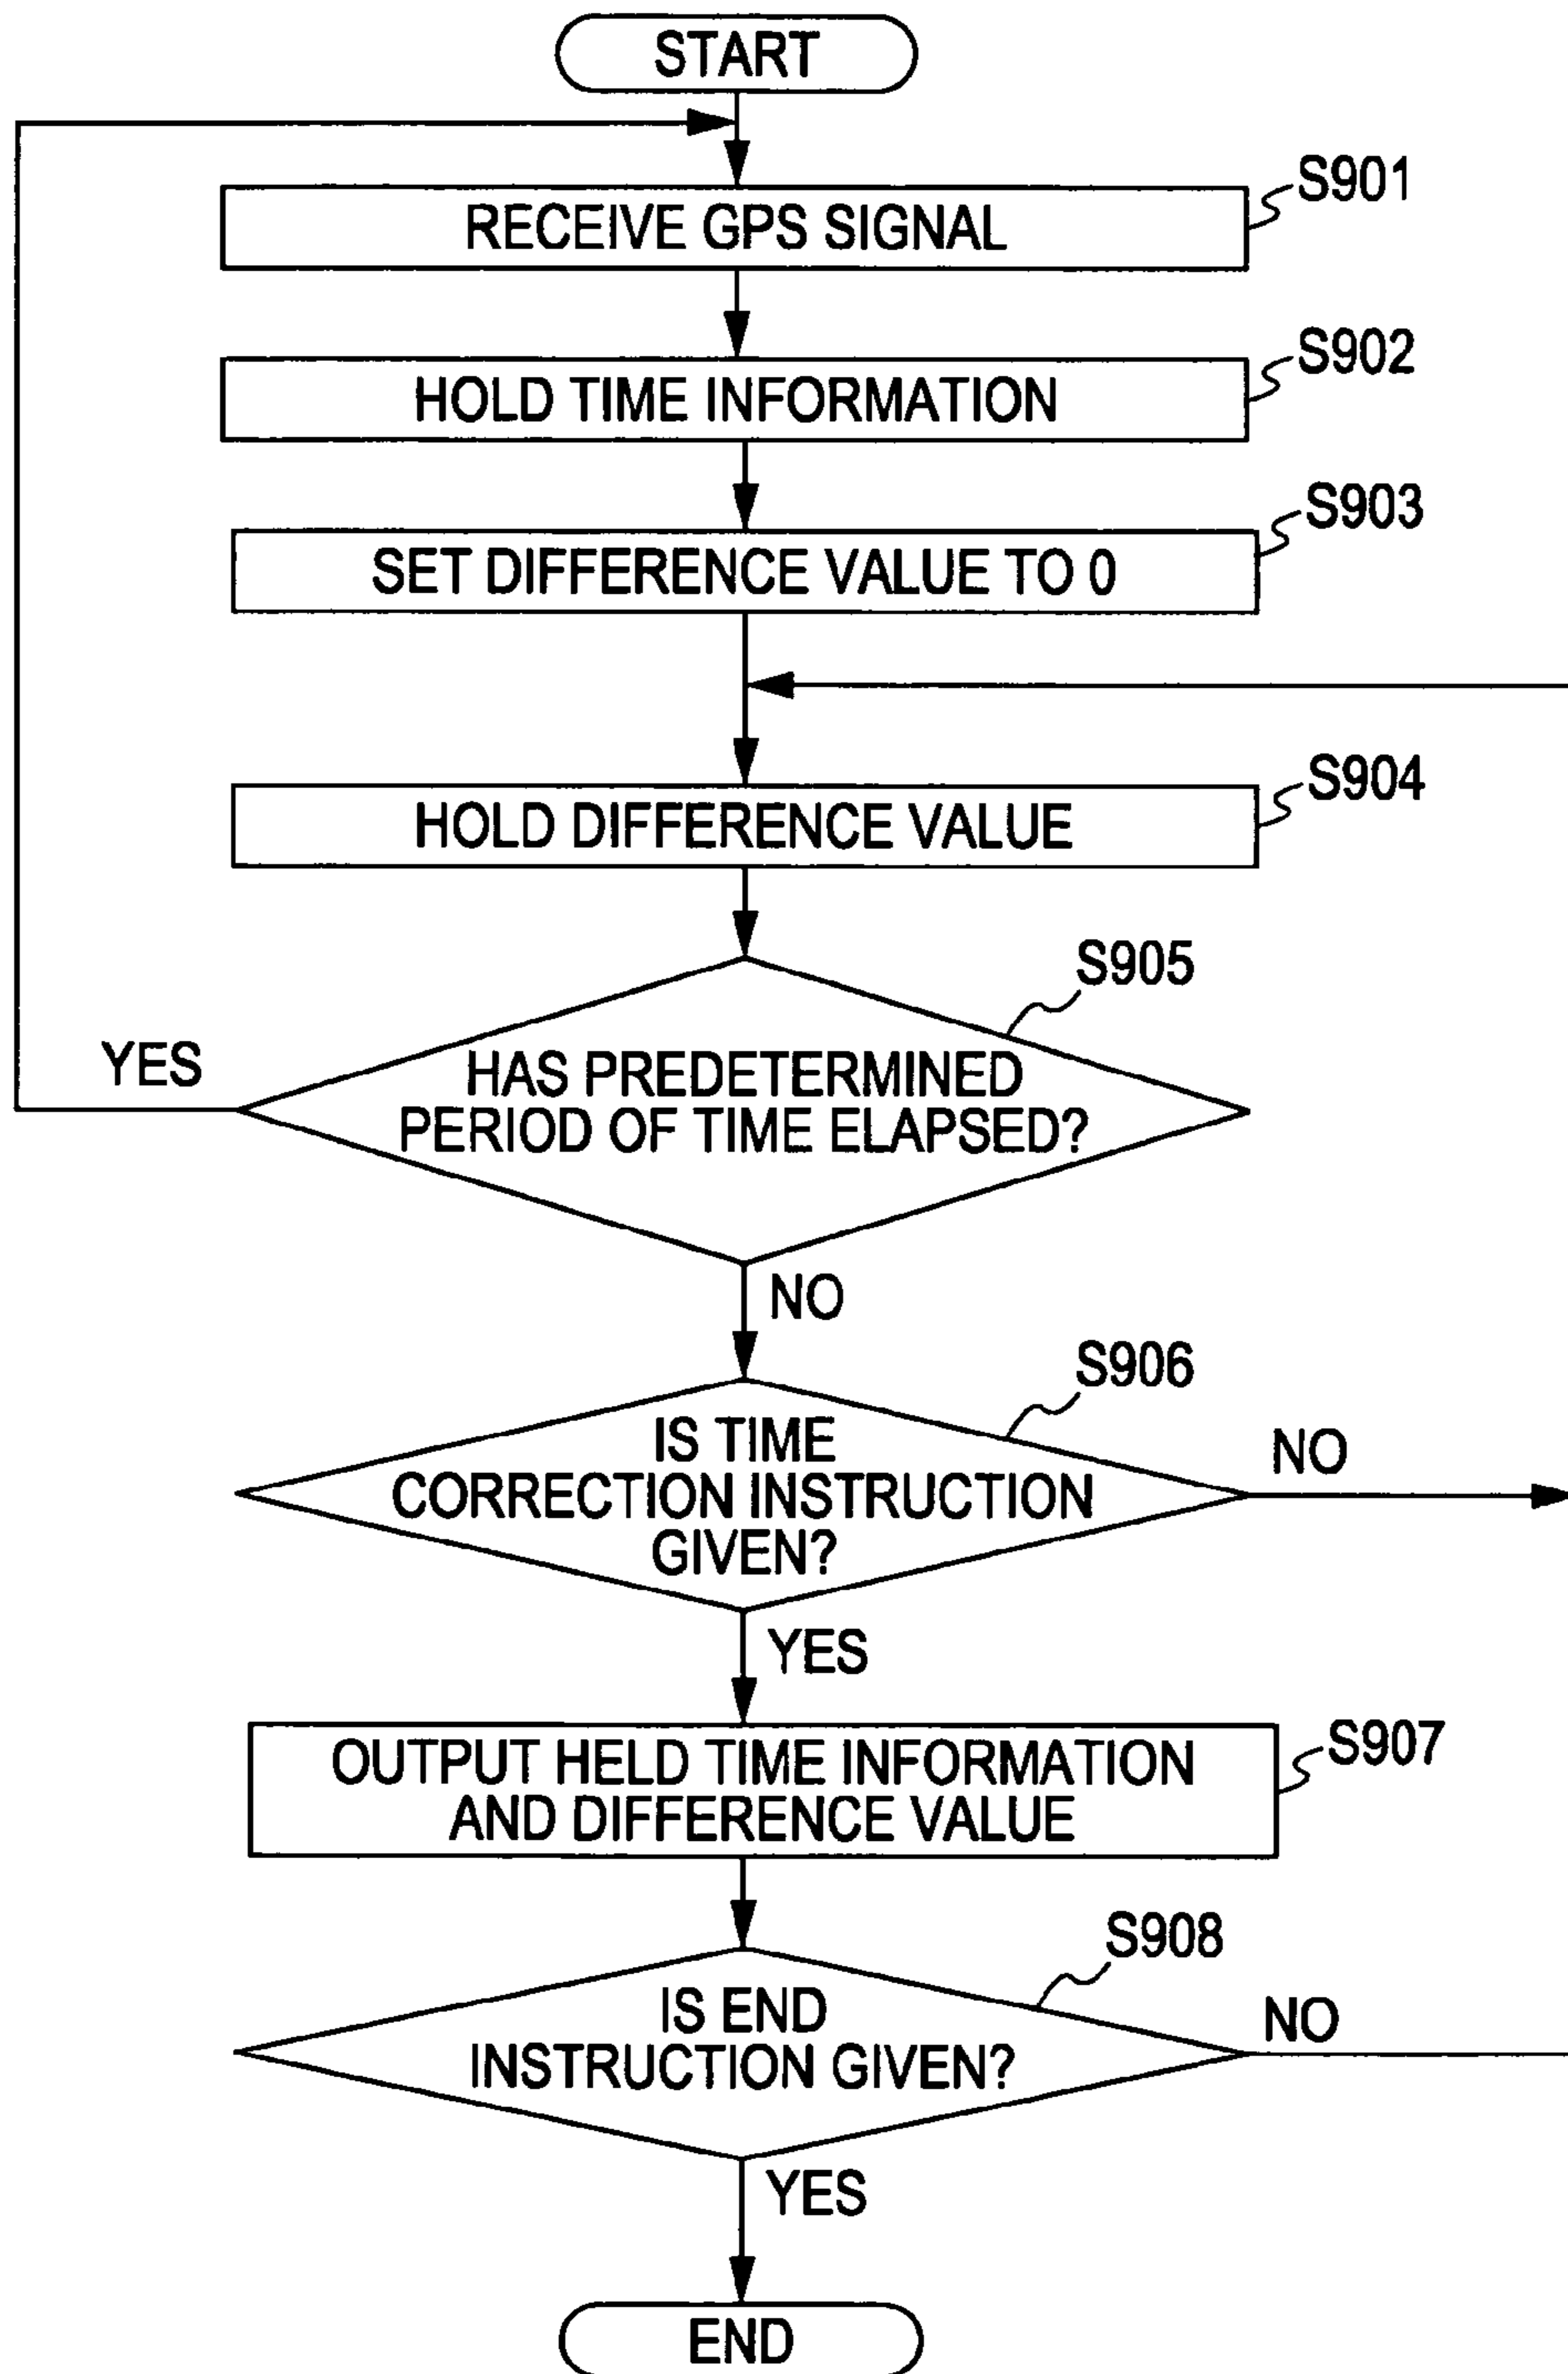 START
S901
RECEIVE GPS SIGNAL
S902
HOLD TIME INFORMATION
S903
SET DIFFERENCE VALUE TO 0
S904
HOLD DIFFERENCE VALUE
S905
YES
HAS PREDETERMINED
PERIOD OF TIME ELAPSED?
NO
S906
IS TIME
CORRECTION INSTRUCTION
GIVEN?
NO
YES
S907
OUTPUT HELD TIME INFORMATION
AND DIFFERENCE VALUE
S908
IS END
INSTRUCTION GIVEN?
NO
YES
END